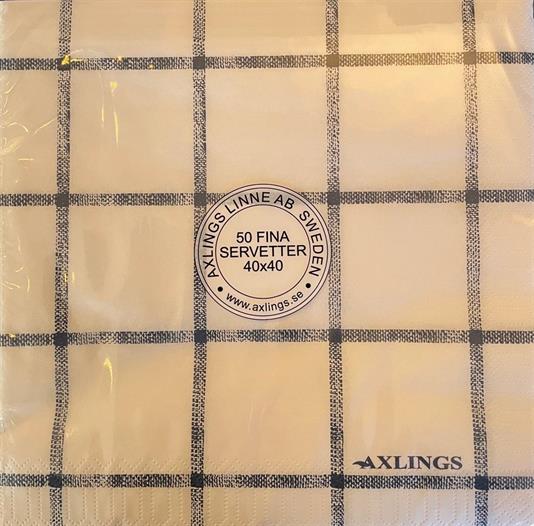 AXLINGS LINNE AB SWEDEN
50 FINA
SERVETTER
40x40
• www.axlings.se •
AXLINGS